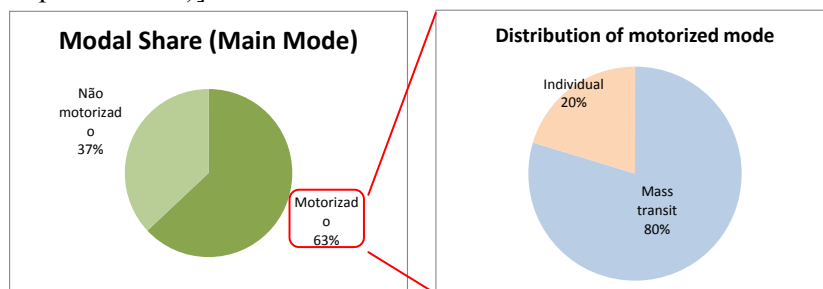 Modal Share (Main Mode)
Não
motorizad
o
37%
Motorizad
o
63%
Distribution of motorized mode
Individual
20%
Mass
transit
80%